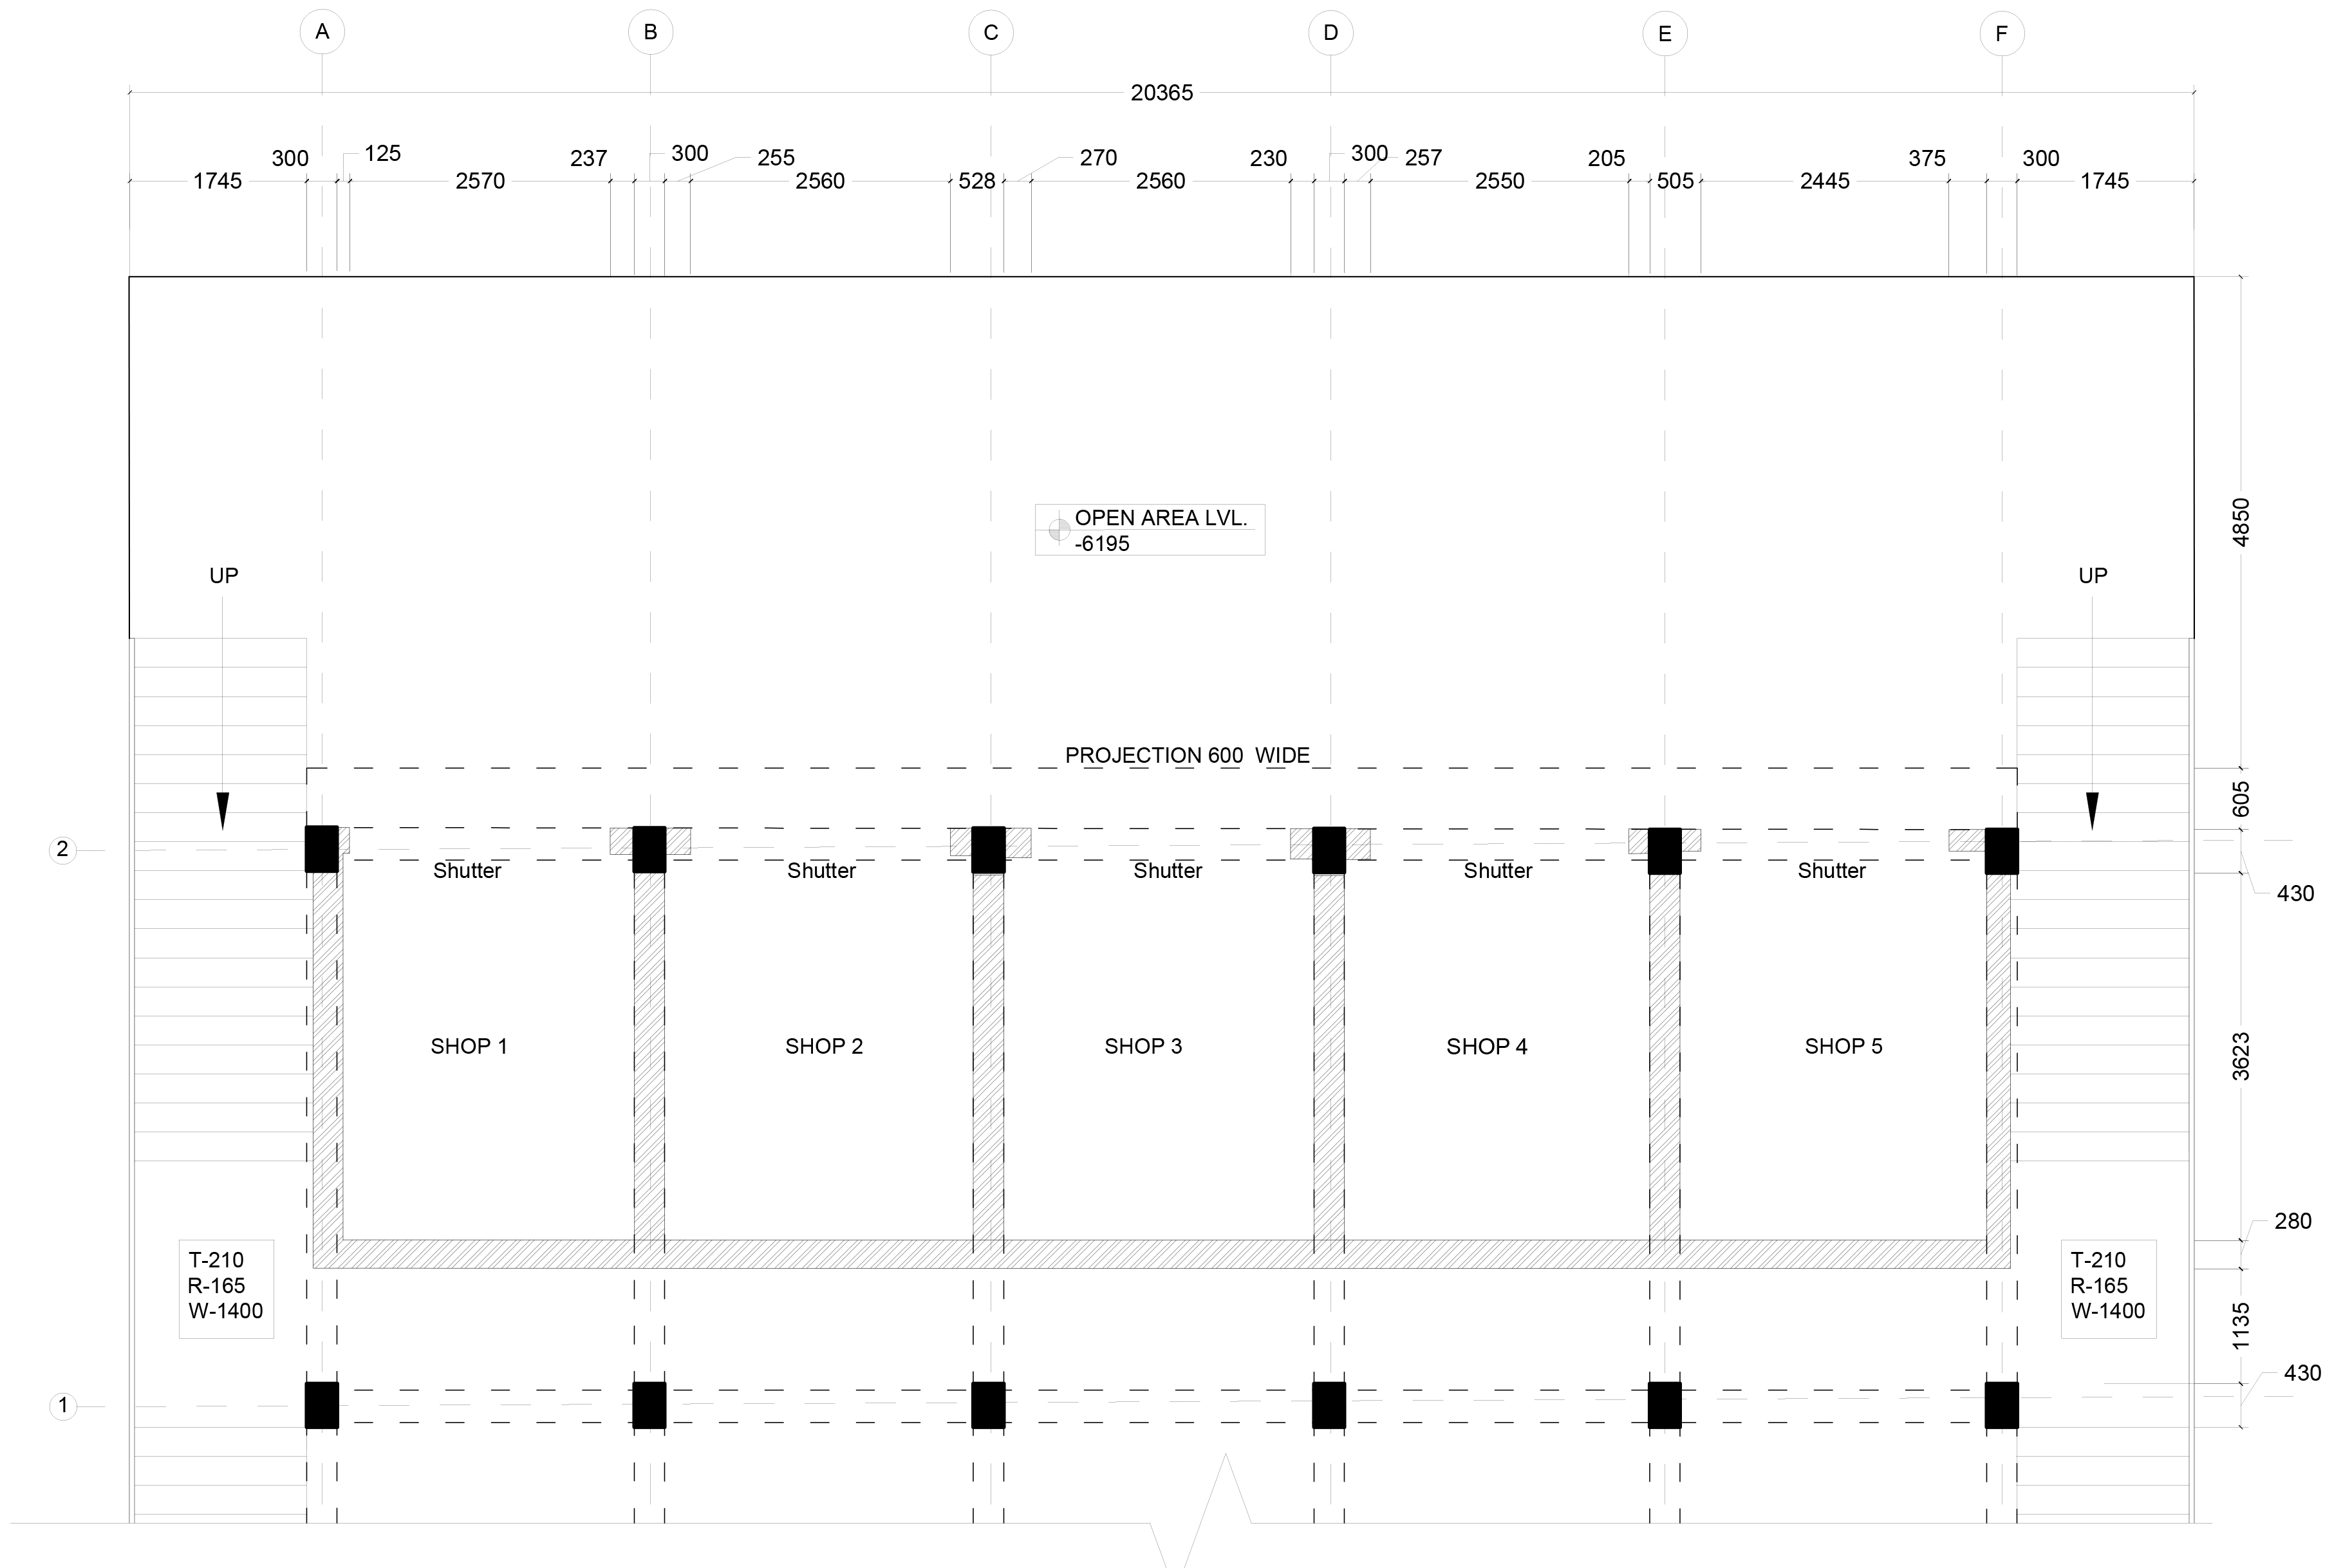 A
B
C
D
E
F
20365
300
125
237
300
255
270
230
300
257
205
375
300
1745
2570
2560
528
2560
2550
505
2445
1745
OPEN AREA LVL.
-6195
4850
UP
UP
PROJECTION 600 WIDE
605
2
Shutter
Shutter
Shutter
Shutter
Shutter
430
SHOP 1
SHOP 2
SHOP 3
SHOP 4
SHOP 5
3623
280
T-210
R-165
W-1400
T-210
R-165
W-1400
1135
430
1